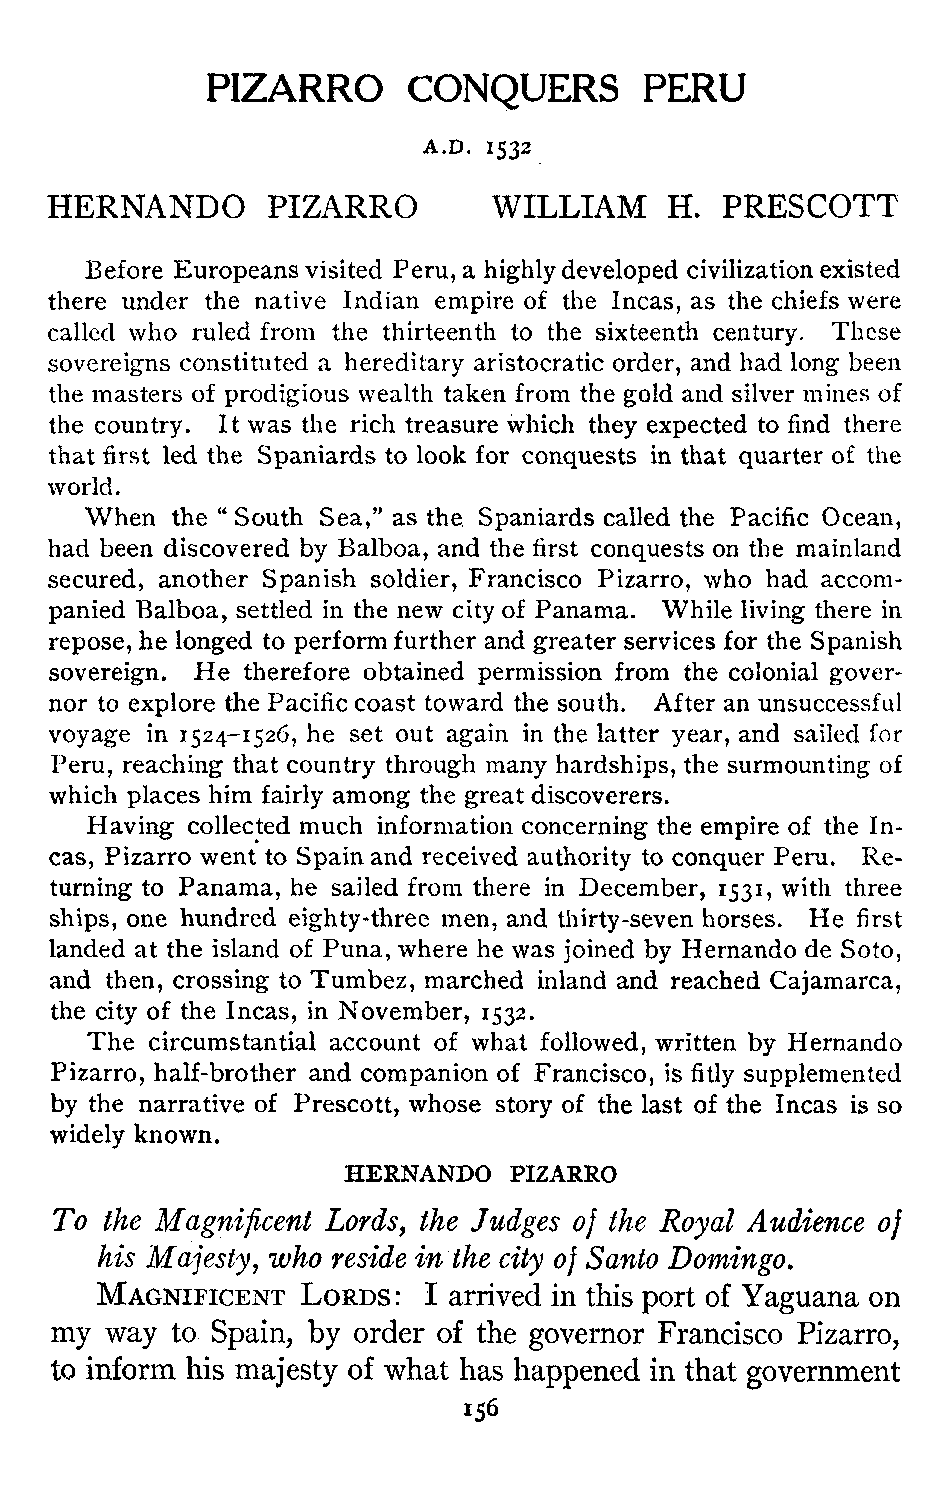 PIZARRO CONQUERS PERU
A.D. 1532
HERNANDO PIZARRO WILLIAM H. PRESCOTT
Before Europeans visited Peru, a highly developed civilization existed
there under the native Indian empire of the Incas, as the chiefs were
called who ruled from the thirteenth to the sixteenth century. These
sovereigns constituted a hereditary aristocratic order, and had long been
the masters of prodigious wealth taken from the gold and silver mines of
the country. It was the rich treasure which they expected to find there
that first led the Spaniards to look for conquests in that quarter of the
world.
When the "South Sea," as the Spaniards called the Pacific Ocean,
had been discovered by Balboa, and the first conquests on the mainland
secured, another Spanish soldier, Francisco Pizarro, who had accom-
panied Balboa, settled in the new city of Panama. While living there in
repose, he longed to perform further and greater services for the Spanish
sovereign. He therefore obtained permission from the colonial gover-
nor to explore the Pacific coast toward the south. After an unsuccessful
voyage in 1524-1526, he set out again in the latter year, and sailed for
Peru, reaching that country through many hardships, the surmounting of
which places him fairly among the great discoverers.
Having collected much information concerning the empire of the In-
cas, Pizarro went to Spain and received authority to conquer Peru. Re-
turning to Panama, he sailed from there in December, 1531, with three
ships, one hundred eighty-three men, and thirty-seven horses. He first
landed at the island of Puna, where he was joined by Hernando de Soto,
and then, crossing to Tumbez, marched inland and reached Cajamarca,
the city of the Incas, in November, 1532.
The circumstantial account of what followed, written by Hernando
Pizarro, half-brother and companion of Francisco, is fitly supplemented
by the narrative of Prescott, whose story of the last of the Incas is so
widely known.
HERNANDO PIZARRO
To the Magnificent Lords, the Judges of the Royal Audience of
his Majesty, who reside in the city of Santo Domingo.
MAGNIFICENT LORDS: I arrived in this port of Yaguana on
my way to Spain, by order of the governor Francisco Pizarro,
to inform his majesty of what has happened in that government
156